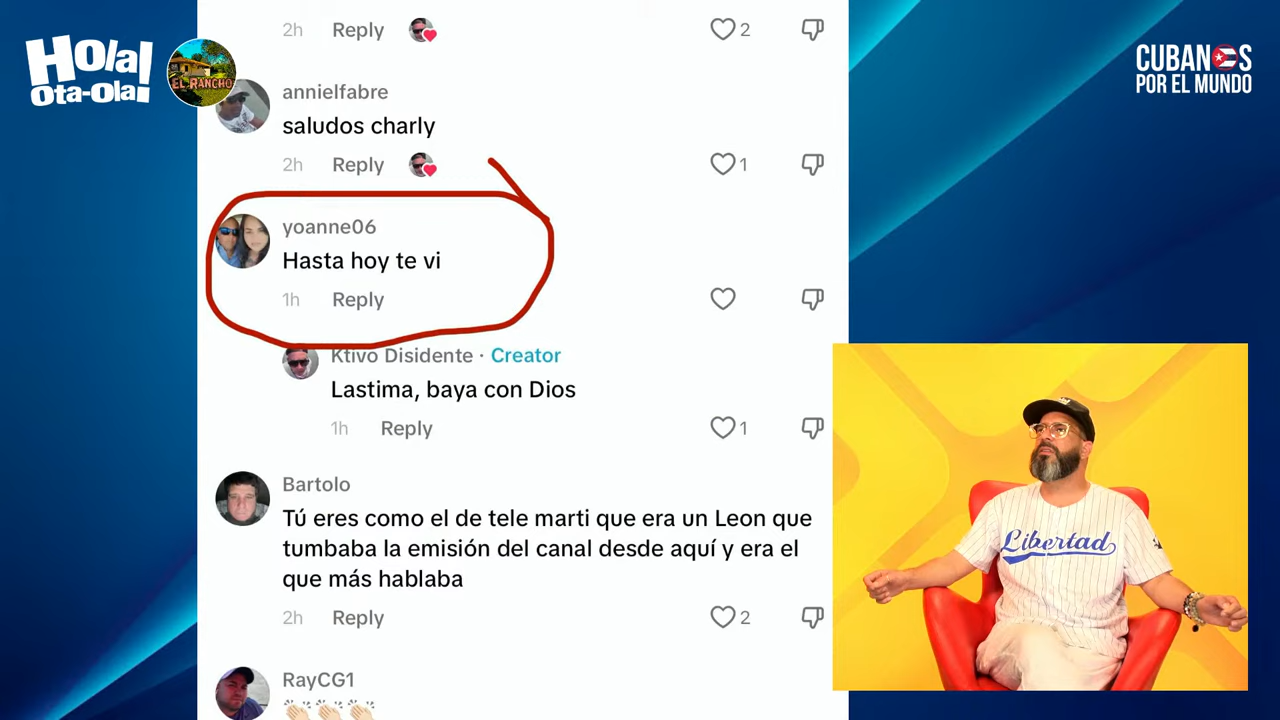 Hola!
Ota-Ola!
EL RANCHO
CUBANOS
POR EL MUNDO
2h Reply 2
annielfabre
saludos charly
2h Reply 1
yoanne06
Hasta hoy te vi
1h Reply
Ktivo Disidente · Creator
Lastima, baya con Dios
1h Reply 1
Bartolo
Tú eres como el de tele marti que era un Leon que
tumbaba la emisión del canal desde aquí y era el
que más hablaba
2h Reply 2
RayCG1
👏🏻👏🏻👏🏻
Libertad